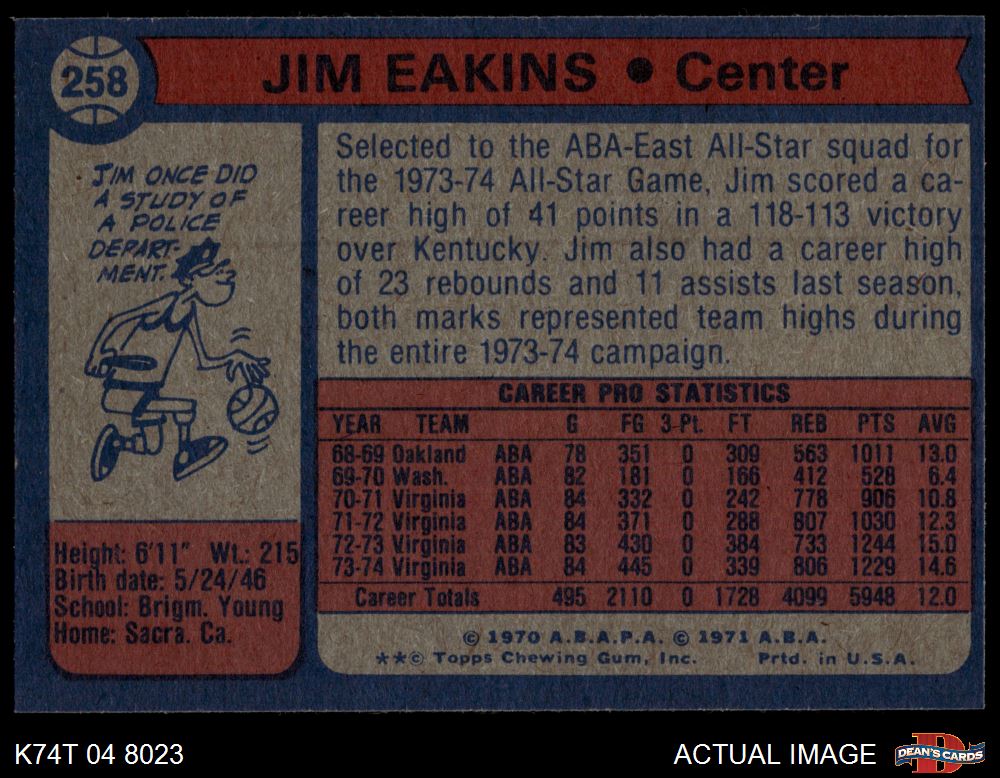 258
JIM EAKINS ● Center
JIM ONCE DID
A STUDY OF
A POLICE
DEPART-
MENT.
Selected to the ABA-East All-Star squad for
the 1973-74 All-Star Game, Jim scored a ca-
reer high of 41 points in a 118-113 victory
over Kentucky. Jim also had a career high
of 23 rebounds and 11 assists last season,
both marks represented team highs during
the entire 1973-74 campaign.
CAREER PRO STATISTICS
YEAR TEAM G FG 3-Pt. FT REB PTS AVG
68-69 Oakland ABA 78 351 0 309 563 1011 13.0
69-70 Wash. ABA 82 181 0 166 412 528 6.4
70-71 Virginia ABA 84 332 0 242 778 906 10.8
71-72 Virginia ABA 84 371 0 288 807 1030 12.3
72-73 Virginia ABA 83 430 0 384 733 1244 15.0
73-74 Virginia ABA 84 445 0 339 806 1229 14.6
Career Totals 495 2110 0 1728 4099 5948 12.0
Height: 6'11" Wt.: 215
Birth date: 5/24/46
School: Brigm. Young
Home: Sacra. Ca.
© 1970 A.B.A.P.A. © 1971 A.B.A.
**© Topps Chewing Gum, Inc. Prtd. in U.S.A.
K74T 04 8023
ACTUAL IMAGE
D
DEAN'S CARDS